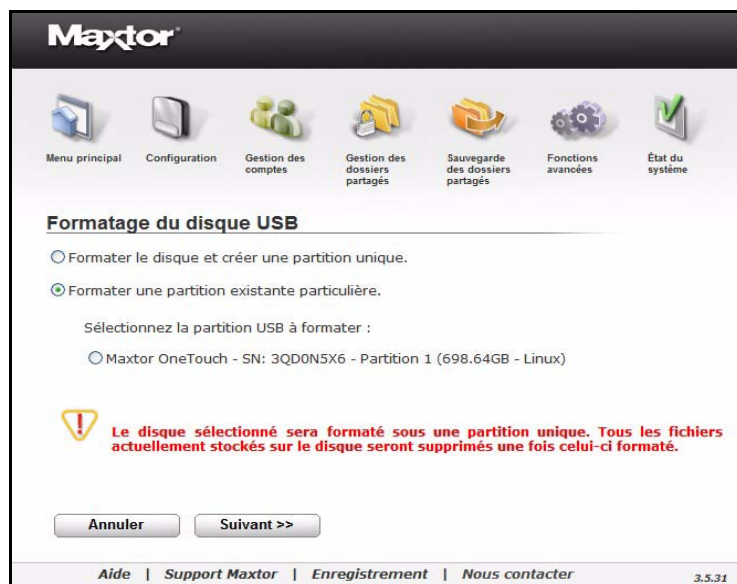 Maxtor
Menu principal
Configuration
Gestion des
comptes
Gestion des
dossiers
partagés
Sauvegarde
des dossiers
partagés
Fonctions
avancées
État du
système
Formatage du disque USB
Formater le disque et créer une partition unique.
Formater une partition existante particulière.
Sélectionnez la partition USB à formater :
Maxtor OneTouch - SN: 3QD0N5X6 - Partition 1 (698.64GB - Linux)
Le disque sélectionné sera formaté sous une partition unique. Tous les fichiers
actuellement stockés sur le disque seront supprimés une fois celui-ci formaté.
Annuler
Suivant >>
Aide | Support Maxtor | Enregistrement | Nous contacter
3.5.31